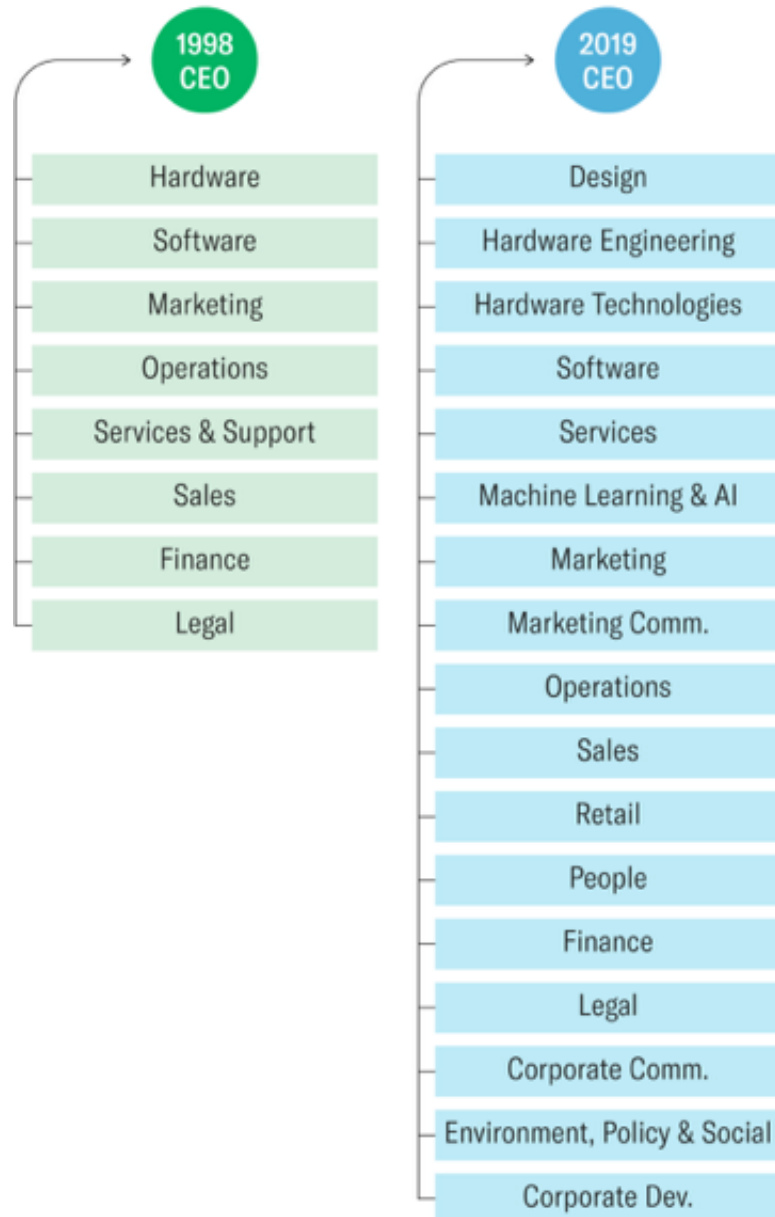 1998
CEO
Hardware
Software
Marketing
Operations
Services & Support
Sales
Finance
Legal
2019
CEO
Design
Hardware Engineering
Hardware Technologies
Software
Services
Machine Learning & AI
Marketing
Marketing Comm.
Operations
Sales
Retail
People
Finance
Legal
Corporate Comm.
Environment, Policy & Social
Corporate Dev.